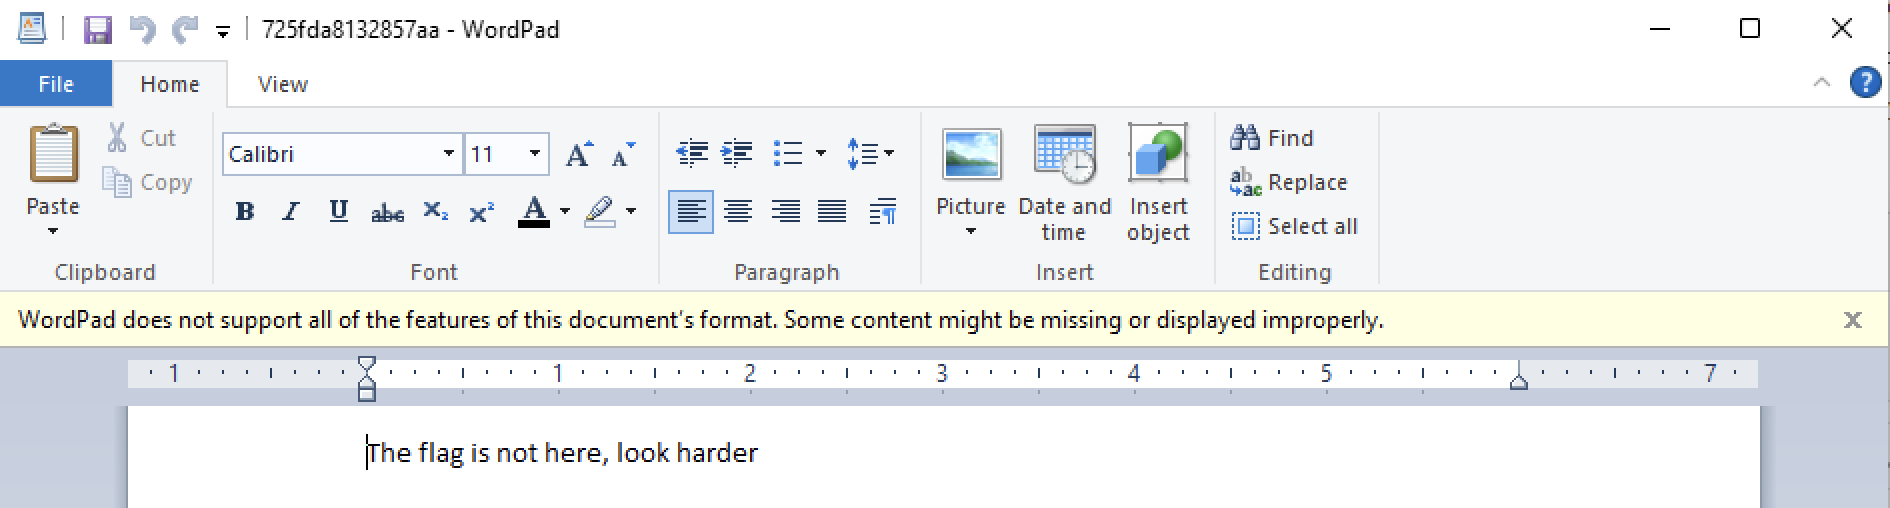 725fda8132857aa - WordPad
File Home View
Cut
Copy
Paste
Clipboard
Calibri 11
B I U abc X₂ X²
Font
Paragraph
Picture Date and time Insert object
Insert
Find
Replace
Select all
Editing
WordPad does not support all of the features of this document's format. Some content might be missing or displayed improperly.
1 1 2 3 4 5 7
The flag is not here, look harder